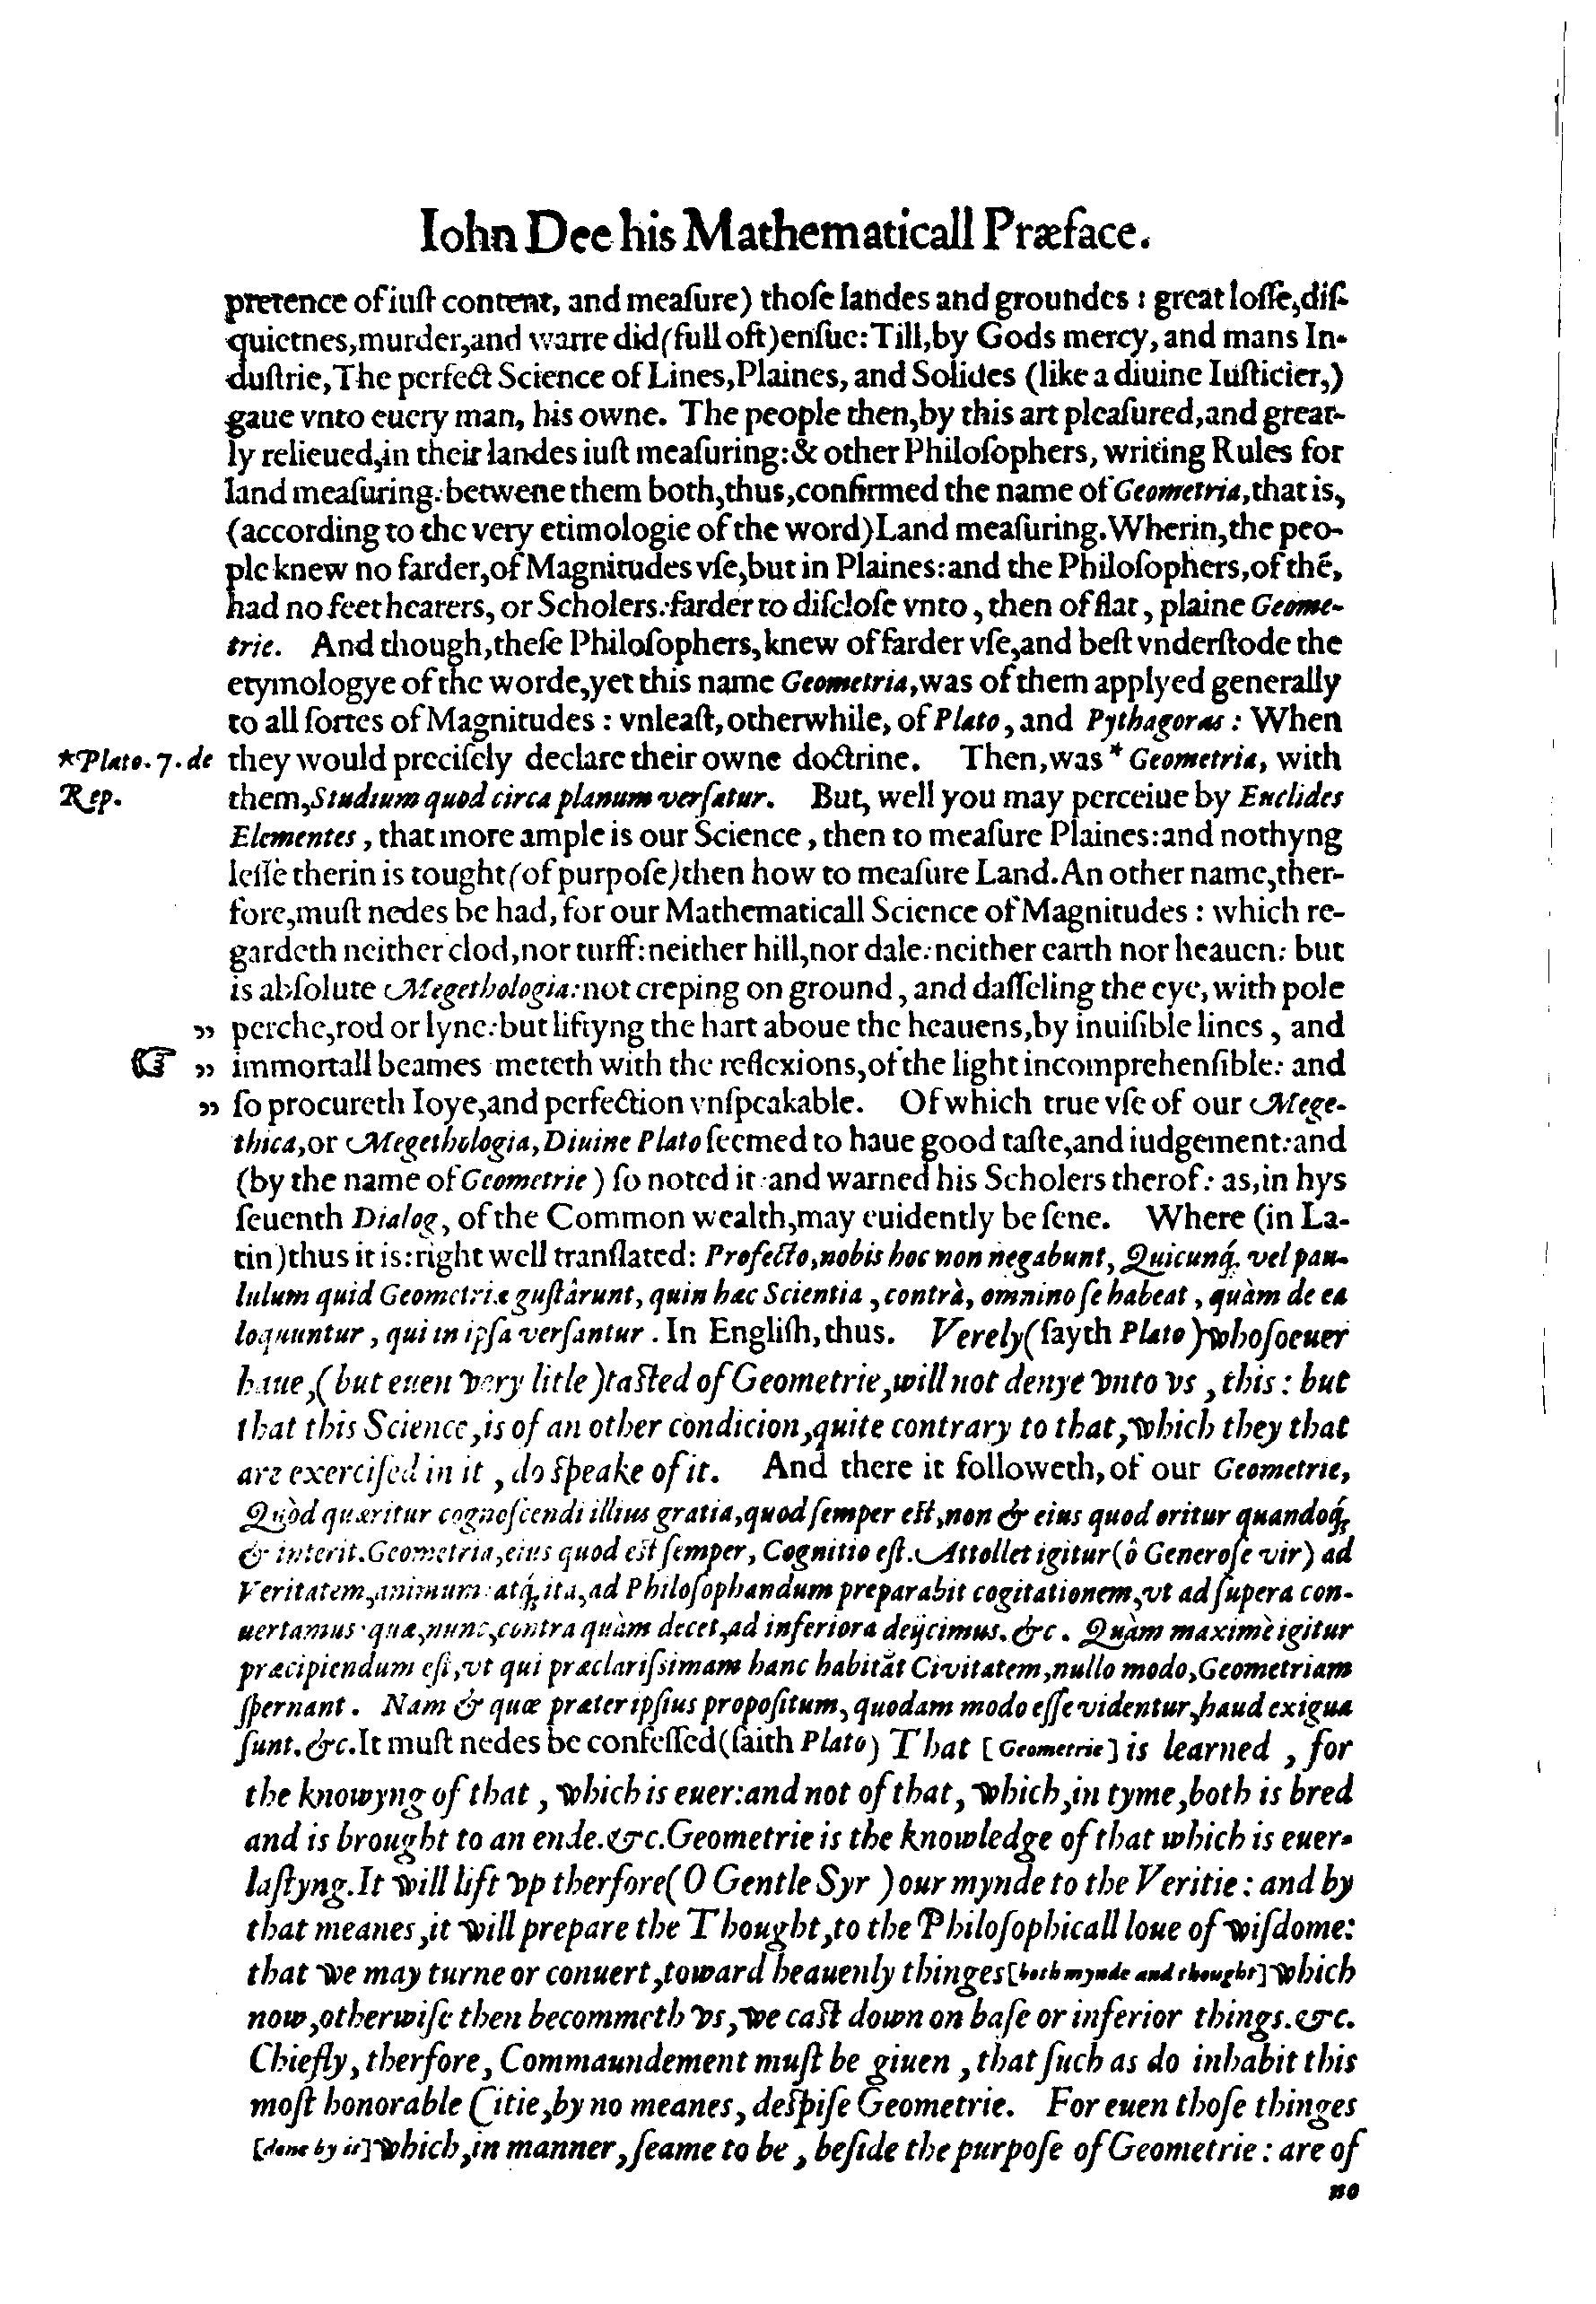 Iohn Dee his Mathematicall Præface.
pretence of iuſt content, and meaſure) thoſe landes and groundes : great loſſe, diſ-
quietnes, murder, and warre did (full oft) enſue: Till, by Gods mercy, and mans In-
duſtrie, The perfect Science of Lines, Plaines, and Solides (like a diuine Iuſticier,)
gaue vnto euery man, his owne. The people then, by this art pleaſured, and great-
ly relieued, in their landes iuſt meaſuring: & other Philoſophers, writing Rules for
land meaſuring: betwene them both, thus, confirmed the name of Geometria, that is,
(according to the very etimologie of the word) Land meaſuring. Wherin, the peo-
ple knew no farder, of Magnitudes vſe, but in Plaines: and the Philoſophers, of thē,
had no feet hearers, or Scholers: farder to diſcloſe vnto, then of flat, plaine Geome-
trie. And though, theſe Philoſophers, knew of farder vſe, and beſt vnderſtode the
etymologye of the worde, yet this name Geometria, was of them applyed generally
to all ſortes of Magnitudes : vnleaſt, otherwhile, of Plato, and Pythagoras : When
*Plato. 7. de they would preciſely declare their owne doctrine. Then, was * Geometria, with
Rep. them, Studium quod circa planum verſatur. But, well you may perceiue by Euclides
Elementes, that more ample is our Science, then to meaſure Plaines: and nothyng
leſſe therin is tought (of purpoſe) then how to meaſure Land. An other name, ther-
fore, muſt nedes be had, for our Mathematicall Science of Magnitudes : which re-
gardeth neither clod, nor turff: neither hill, nor dale: neither earth nor heauen: but
is abſolute Megethologia: not creping on ground, and daſſeling the eye, with pole
„ perche, rod or lyne: but liftyng the hart aboue the heauens, by inuiſible lines, and
☞ „ immortall beames meteth with the reflexions, of the light incomprehenſible: and
„ ſo procureth Ioye, and perfection vnſpeakable. Of which true vſe of our Mege-
thica, or Megethologia, Diuine Plato ſeemed to haue good taſte, and iudgement: and
(by the name of Geometrie) ſo noted it: and warned his Scholers therof: as, in hys
ſeuenth Dialog, of the Common wealth, may euidently be ſene. Where (in La-
tin) thus it is: right well tranſlated: Profecto, nobis hoc non negabunt, Quicunq́; vel pau-
lulum quid Geometriæ guſtârunt, quin hæc Scientia, contrà, omnino ſe habeat, quàm de ea
loquuntur, qui in ipſa verſantur. In Engliſh, thus. Verely (ſayth Plato) whoſoeuer
haue, (but euen very litle) taſted of Geometrie, will not denye vnto vs, this: but
that this Science, is of an other condicion, quite contrary to that, which they that
are exerciſed in it, do ſpeake of it. And there it followeth, of our Geometrie,
Quòd quæritur cognoſcendi illius gratia, quod ſemper eſt, non & eius quod oritur quandoq́;
& interit. Geometria, eius quod eſt ſemper, Cognitio eſt. Attollet igitur (ô Generoſe vir) ad
Veritatem, animum: atq́; ita, ad Philoſophandum preparabit cogitationem, vt ad ſupera con-
uertamus: quæ, nunc, contra quàm decet, ad inferiora deijcimus. &c. Quàm maximè igitur
præcipiendum eſt, vt qui præclariſsimam hanc habitāt Civitatem, nullo modo, Geometriam
ſpernant. Nam & quæ præter ipſius propoſitum, quodam modo eſſe videntur, haud exigua
ſunt. &c. It muſt nedes be confeſſed (ſaith Plato) That [Geometrie] is learned, for
the knowyng of that, which is euer: and not of that, which, in tyme, both is bred
and is brought to an ende. &c. Geometrie is the knowledge of that which is euer-
laſtyng. It will lift vp therfore (O Gentle Syr) our mynde to the Veritie: and by
that meanes, it will prepare the Thought, to the Philoſophicall loue of wiſdome:
that we may turne or conuert, toward heauenly thinges [both mynde and thought] which
now, otherwiſe then becommeth vs, we caſt down on baſe or inferior things. &c.
Chiefly, therfore, Commaundement muſt be giuen, that ſuch as do inhabit this
moſt honorable Citie, by no meanes, deſpiſe Geometrie. For euen thoſe thinges
[done by it] which, in manner, ſeame to be, beſide the purpoſe of Geometrie: are of
no